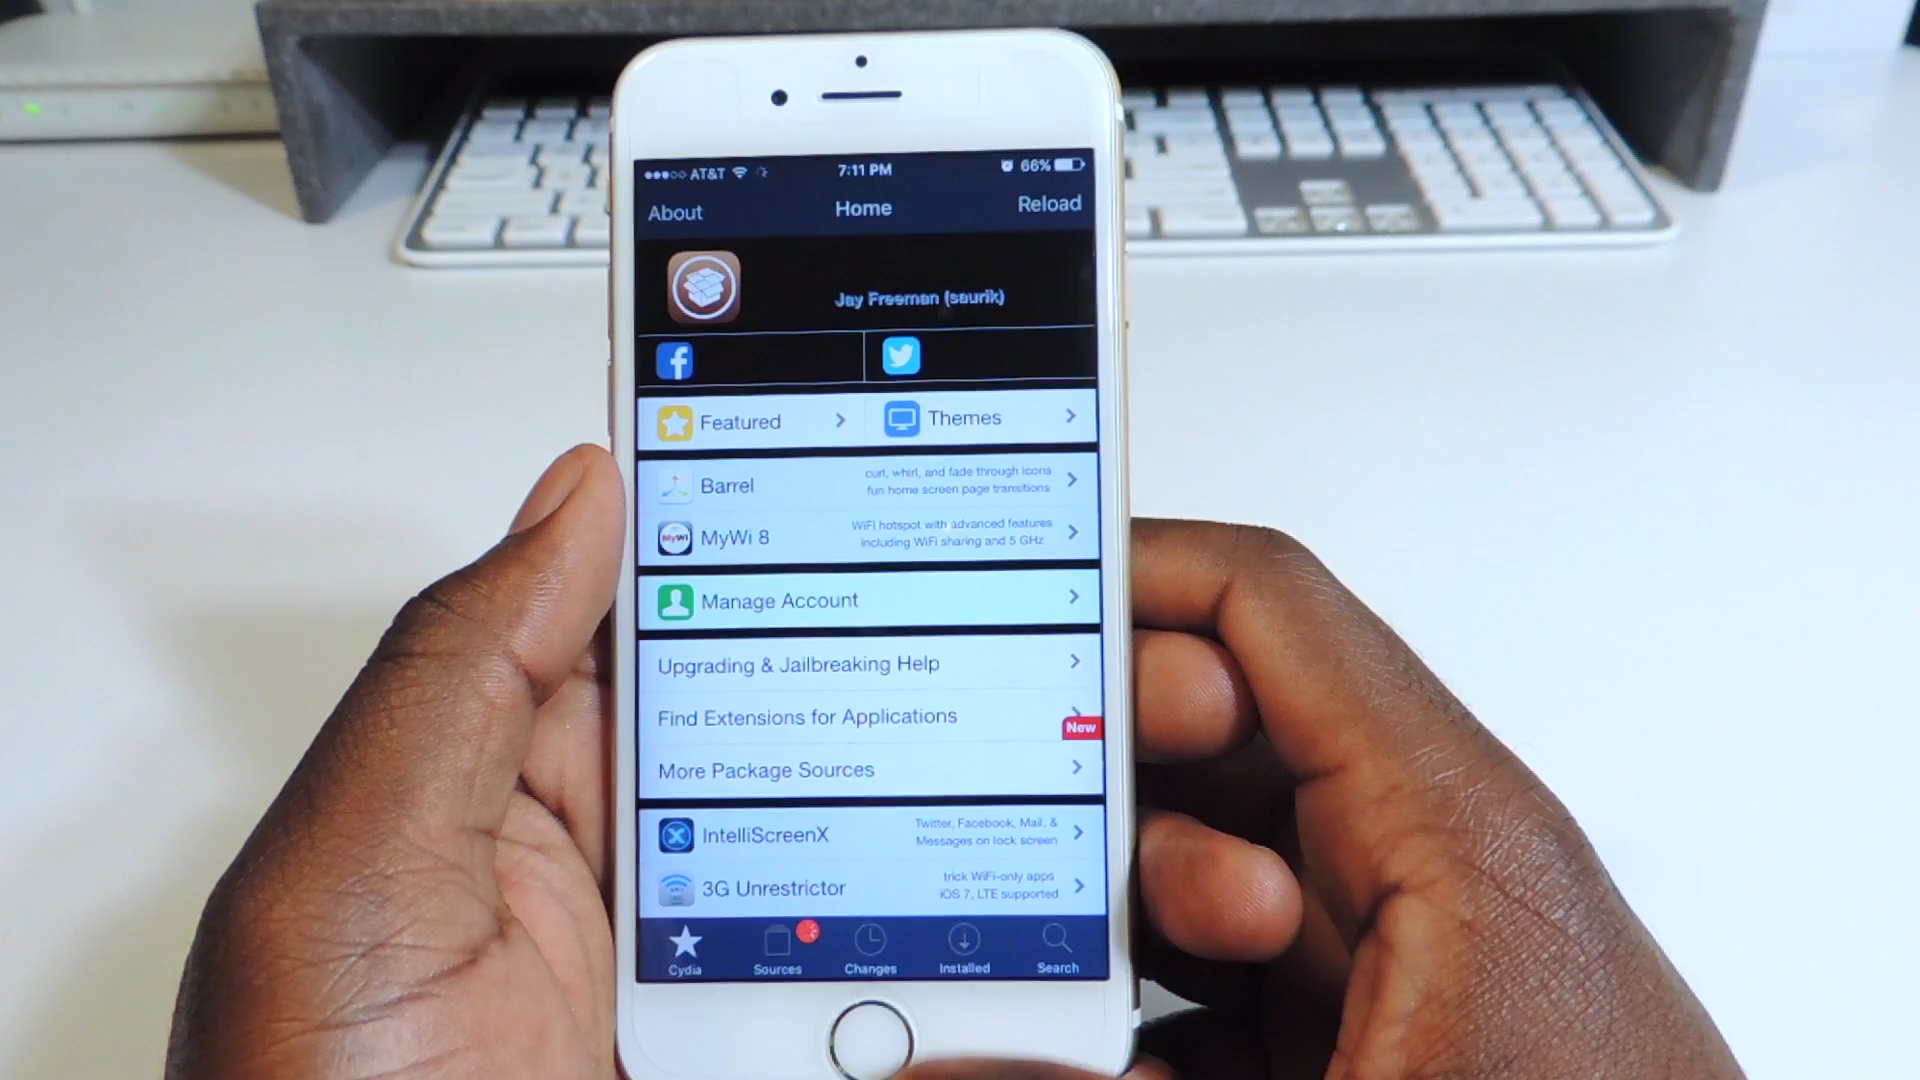 AT&T 7:11 PM 66%
About Home Reload
Jay Freeman (saurik)
Featured Themes
Barrel curl, whirl, and fade through icons
fun home screen page transitions
MyWi MyWi 8 WiFi hotspot with advanced features
including WiFi sharing and 5 GHz
Manage Account
Upgrading & Jailbreaking Help
Find Extensions for Applications
New
More Package Sources
IntelliScreenX Twitter, Facebook, Mail, &
Messages on lock screen
3G Unrestrictor trick WiFi-only apps
iOS 7, LTE supported
Cydia Sources Changes Installed Search